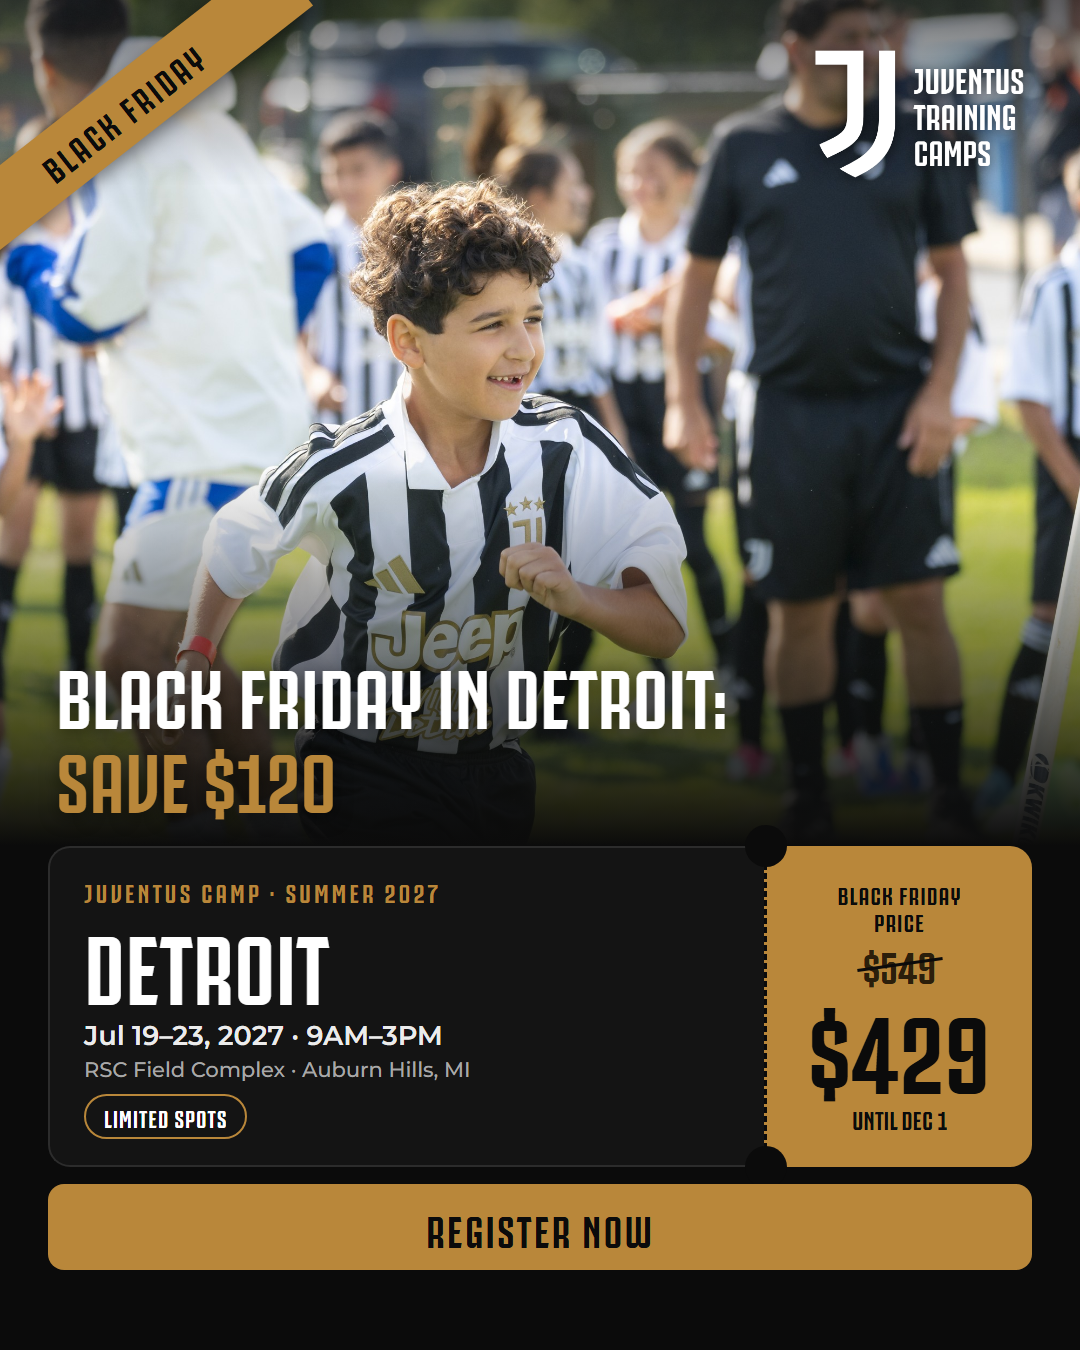 BLACK FRIDAY
JUVENTUS
TRAINING
CAMPS
Jeep
BLACK FRIDAY IN DETROIT:
SAVE $120
JUVENTUS CAMP · SUMMER 2027
DETROIT
Jul 19–23, 2027 · 9AM–3PM
RSC Field Complex · Auburn Hills, MI
LIMITED SPOTS
BLACK FRIDAY
PRICE
$549
$429
UNTIL DEC 1
REGISTER NOW